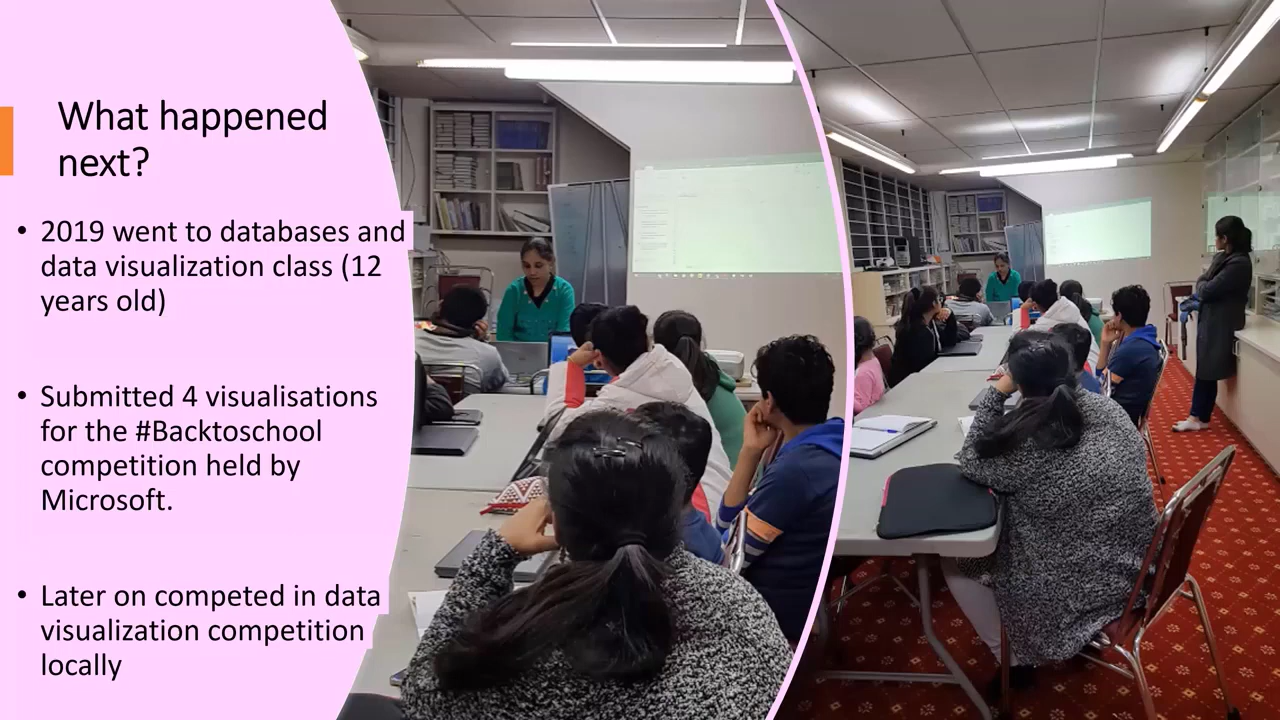 What happened
next?
• 2019 went to databases and
data visualization class (12
years old)
• Submitted 4 visualisations
for the #Backtoschool
competition held by
Microsoft.
• Later on competed in data
visualization competition
locally